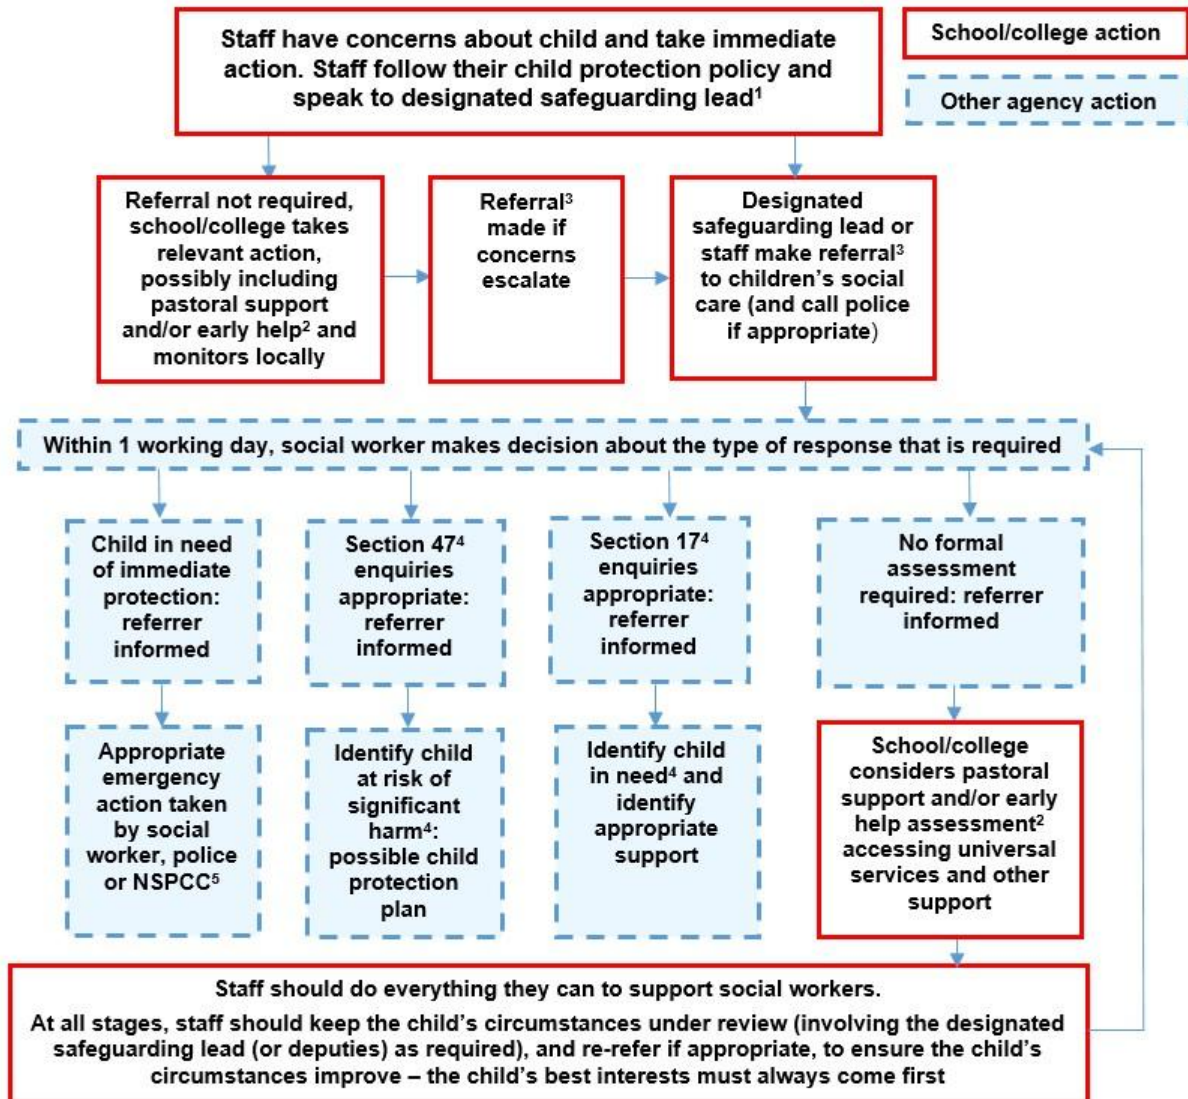 Staff have concerns about child and take immediate
action. Staff follow their child protection policy and
speak to designated safeguarding lead¹
School/college action
Other agency action
Referral not required,
school/college takes
relevant action,
possibly including
pastoral support
and/or early help² and
monitors locally
Referral³
made if
concerns
escalate
Designated
safeguarding lead or
staff make referral³
to children's social
care (and call police
if appropriate)
Within 1 working day, social worker makes decision about the type of response that is required
Child in need
of immediate
protection:
referrer
informed
Section 47⁴
enquiries
appropriate:
referrer
informed
Section 17⁴
enquiries
appropriate:
referrer
informed
No formal
assessment
required: referrer
informed
Appropriate
emergency
action taken
by social
worker, police
or NSPCC⁵
Identify child
at risk of
significant
harm⁴:
possible child
protection
plan
Identify child
in need⁴ and
identify
appropriate
support
School/college
considers pastoral
support and/or early
help assessment²
accessing universal
services and other
support
Staff should do everything they can to support social workers.
At all stages, staff should keep the child's circumstances under review (involving the designated
safeguarding lead (or deputies) as required), and re-refer if appropriate, to ensure the child's
circumstances improve – the child's best interests must always come first